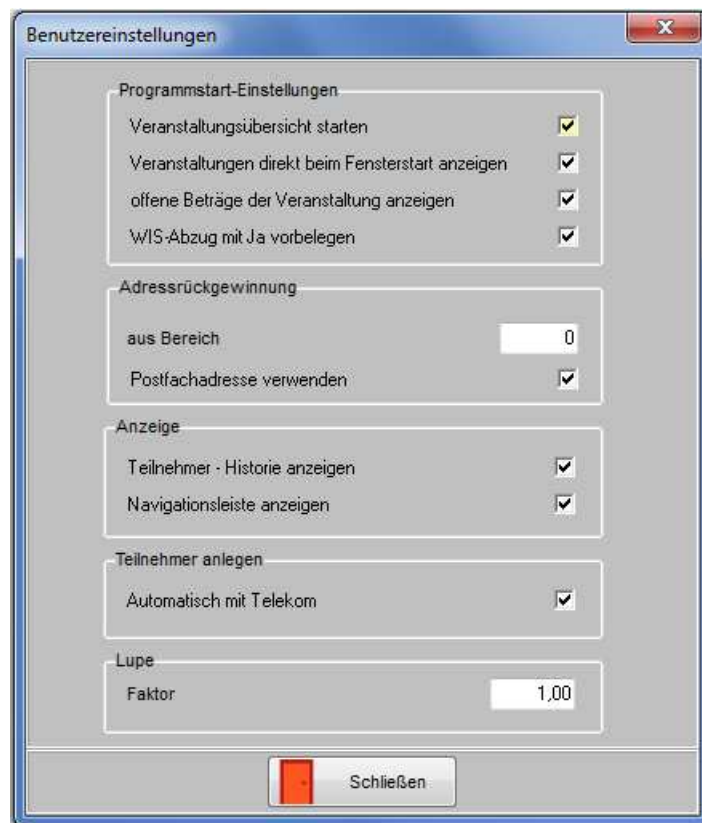 Benutzereinstellungen
Programmstart-Einstellungen
Veranstaltungsübersicht starten
Veranstaltungen direkt beim Fensterstart anzeigen
offene Beträge der Veranstaltung anzeigen
WIS-Abzug mit Ja vorbelegen
Adressrückgewinnung
aus Bereich 0
Postfachadresse verwenden
Anzeige
Teilnehmer - Historie anzeigen
Navigationsleiste anzeigen
Teilnehmer anlegen
Automatisch mit Telekom
Lupe
Faktor 1,00
Schließen